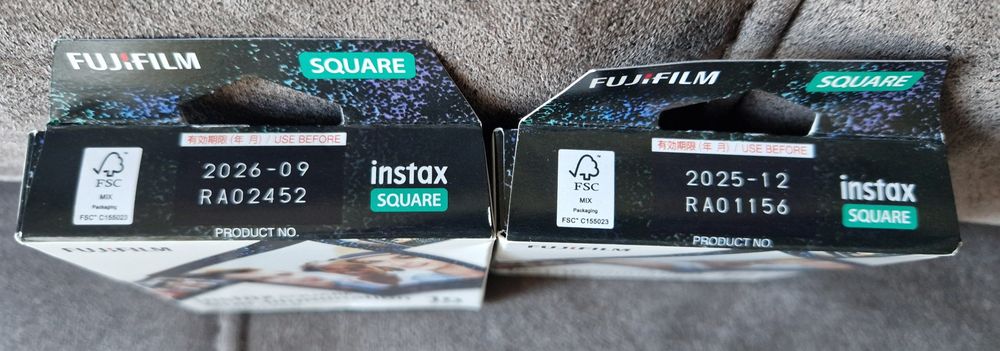 FUJIFILM
SQUARE
有効期限(年 月)/ USE BEFORE
2026-09
RA02452
FSC
MIX
Packaging
FSC® C155023
instax
SQUARE
PRODUCT NO.
FUJIFILM
FUJIFILM
SQUARE
有効期限(年 月)/ USE BEFORE
2025-12
RA01156
FSC
MIX
Packaging
FSC® C155023
instax
SQUARE
PRODUCT NO.
FUJIFILM